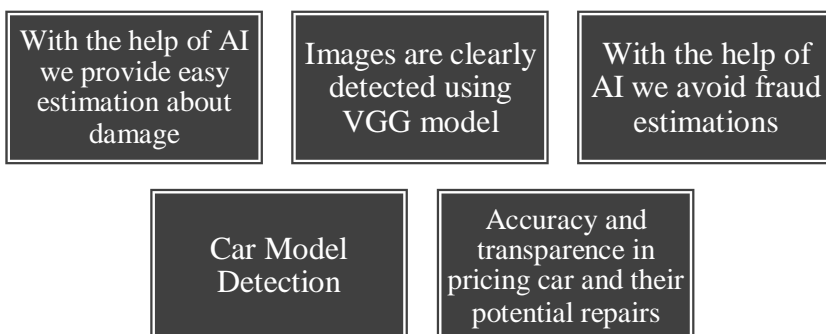 With the help of AI
we provide easy
estimation about
damage
Images are clearly
detected using
VGG model
With the help of
AI we avoid fraud
estimations
Car Model
Detection
Accuracy and
transparence in
pricing car and their
potential repairs